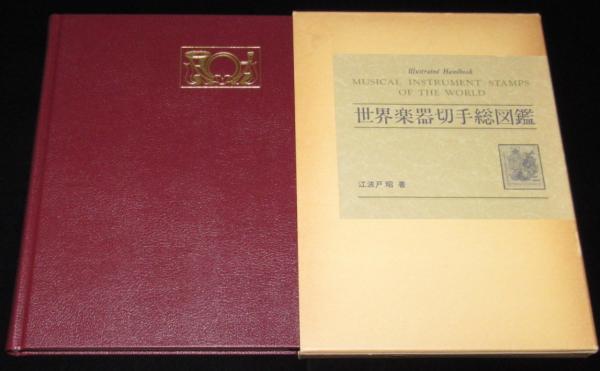 Illustrated Handbook
MUSICAL INSTRUMENT STAMPS
OF THE WORLD
世界楽器切手総図鑑
江波戸 昭 著